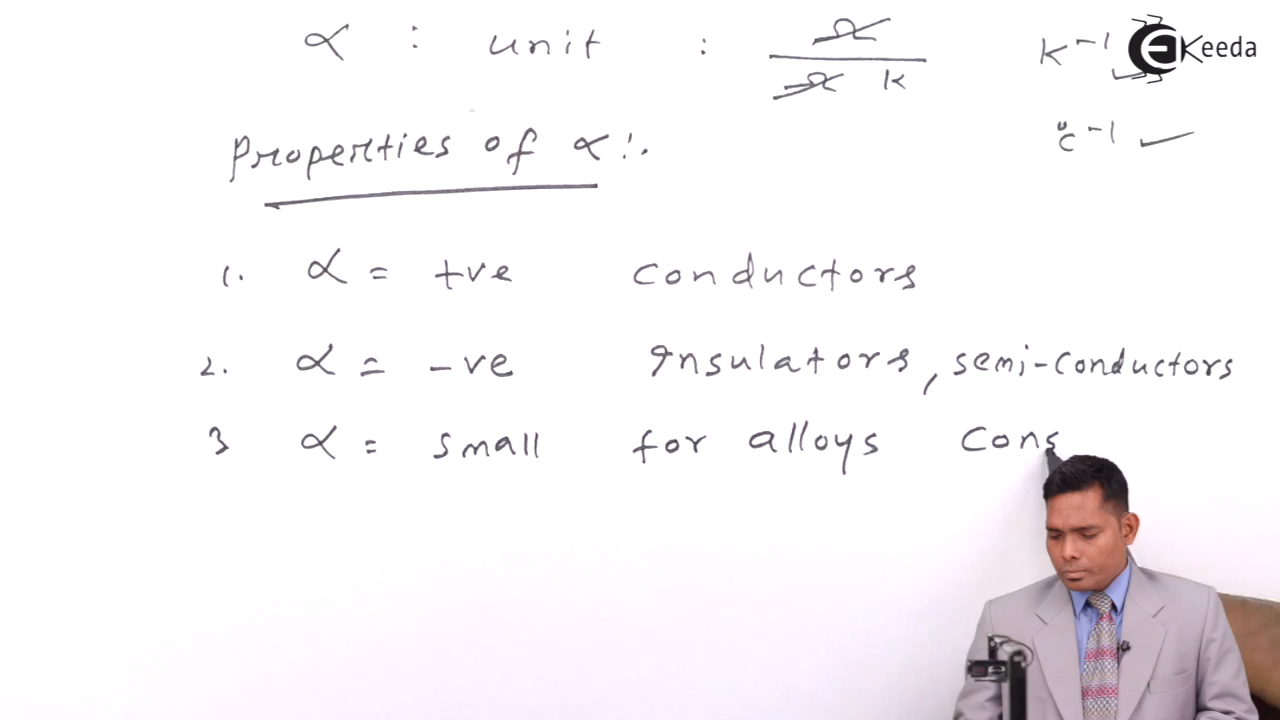 α : unit : Ω / Ω K K⁻¹
EKeeda
°C⁻¹
Properties of α :.
1. α = +ve conductors
2. α = -ve Insulators, semi-conductors
3 α = small for alloys Cons